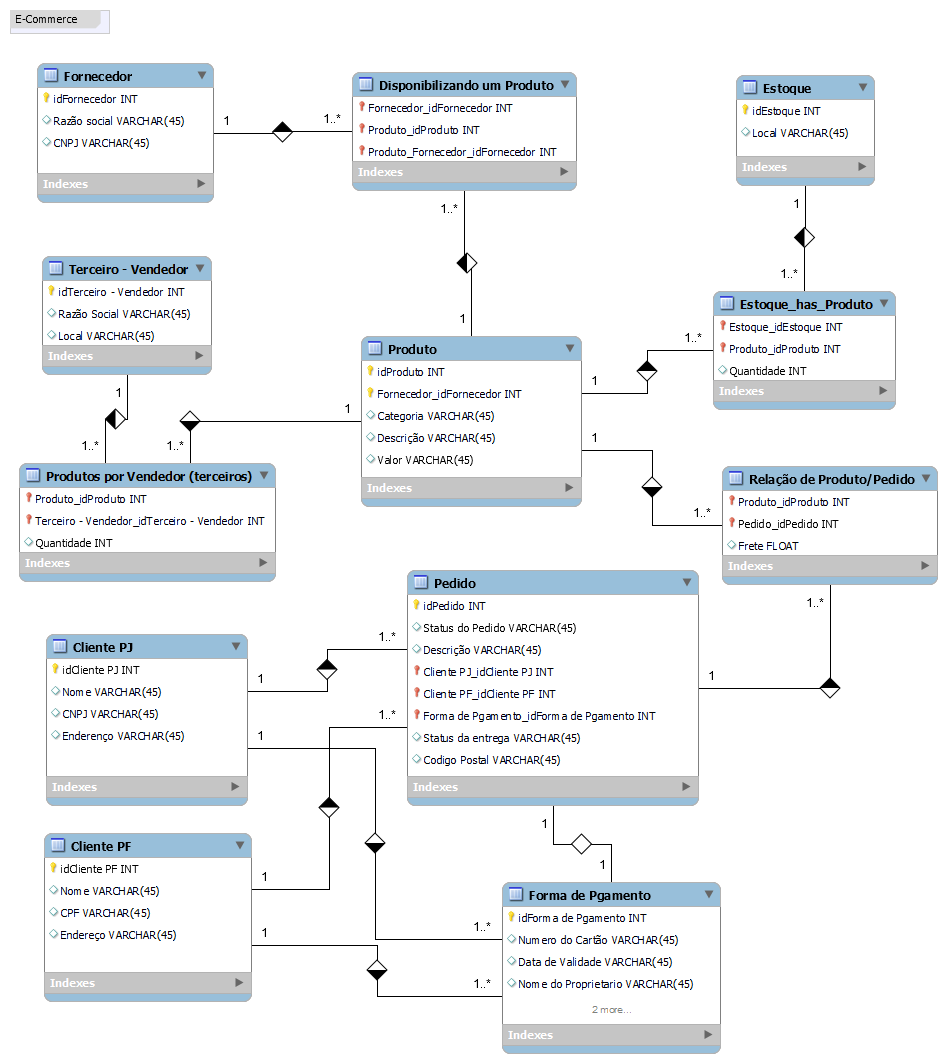 E-Commerce
Fornecedor
idFornecedor INT
Razão social VARCHAR(45)
CNPJ VARCHAR(45)
Indexes
1
1..*
Disponibilizando um Produto
Fornecedor_idFornecedor INT
Produto_idProduto INT
Produto_Fornecedor_idFornecedor INT
Indexes
1..*
1
Estoque
idEstoque INT
Local VARCHAR(45)
Indexes
1
1..*
Terceiro - Vendedor
idTerceiro - Vendedor INT
Razão Social VARCHAR(45)
Local VARCHAR(45)
Indexes
1
1..*
Produto
idProduto INT
Fornecedor_idFornecedor INT
Categoria VARCHAR(45)
Descrição VARCHAR(45)
Valor VARCHAR(45)
Indexes
1
1..*
1
1..*
1
1..*
Estoque_has_Produto
Estoque_idEstoque INT
Produto_idProduto INT
Quantidade INT
Indexes
Produtos por Vendedor (terceiros)
Produto_idProduto INT
Terceiro - Vendedor_idTerceiro - Vendedor INT
Quantidade INT
Indexes
Relação de Produto/Pedido
Produto_idProduto INT
Pedido_idPedido INT
Frete FLOAT
Indexes
1..*
1
Pedido
idPedido INT
Status do Pedido VARCHAR(45)
Descrição VARCHAR(45)
Cliente PJ_idCliente PJ INT
Cliente PF_idCliente PF INT
Forma de Pgamento_idForma de Pgamento INT
Status da entrega VARCHAR(45)
Codigo Postal VARCHAR(45)
Indexes
1
1
Cliente PJ
idCliente PJ INT
Nome VARCHAR(45)
CNPJ VARCHAR(45)
Enderenço VARCHAR(45)
Indexes
1
1..*
1
1..*
Cliente PF
idCliente PF INT
Nome VARCHAR(45)
CPF VARCHAR(45)
Endereço VARCHAR(45)
Indexes
1
1..*
1
1..*
Forma de Pgamento
idForma de Pgamento INT
Numero do Cartão VARCHAR(45)
Data de Validade VARCHAR(45)
Nome do Proprietario VARCHAR(45)
2 more...
Indexes